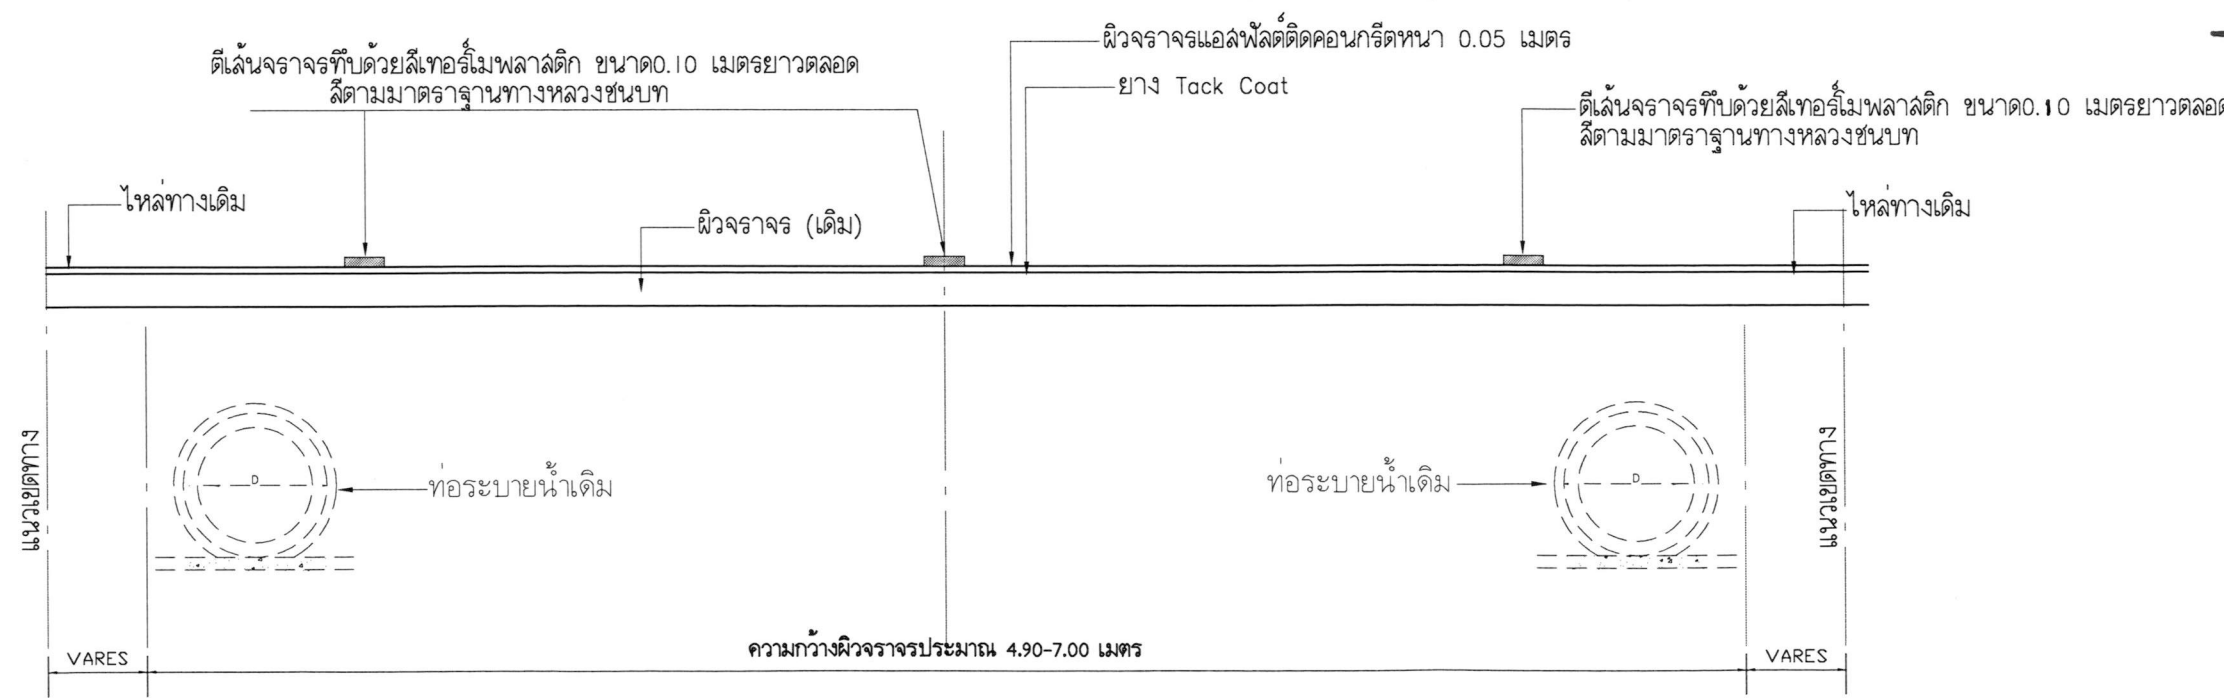 ผิวจราจรแอสฟัลต์ติดคอนกรีตหนา 0.05 เมตร
ตีเส้นจราจรทึบด้วยสีเทอร์โมพลาสติก ขนาด0.10 เมตรยาวตลอด
สีตามมาตราฐานทางหลวงชนบท
ยาง Tack Coat
ตีเส้นจราจรทึบด้วยสีเทอร์โมพลาสติก ขนาด0.10 เมตรยาวตลอด
สีตามมาตราฐานทางหลวงชนบท
ไหล่ทางเดิม
ผิวจราจร (เดิม)
ไหล่ทางเดิม
แนวเขตทาง
D
ท่อระบายน้ำเดิม
ท่อระบายน้ำเดิม
D
แนวเขตทาง
VARES
ความกว้างผิวจราจรประมาณ 4.90-7.00 เมตร
VARES